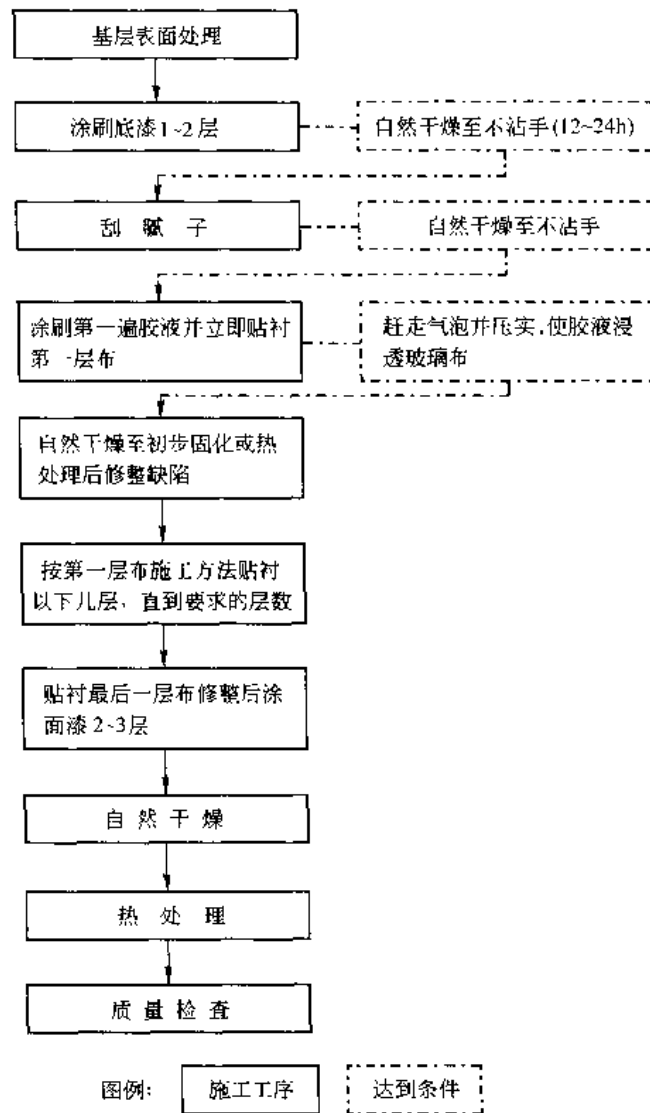 基层表面处理
涂刷底漆1~2层
自然干燥至不沾手(12~24h)
刮腻子
自然干燥至不沾手
涂刷第一遍胶液并立即贴衬
第一层布
赶走气泡并压实,使胶液浸
透玻璃布
自然干燥至初步固化或热
处理后修整缺陷
按第一层布施工方法贴衬
以下几层,直到要求的层数
贴衬最后一层布修整后涂
面漆2~3层
自然干燥
热处理
质量检查
图例: 施工工序 达到条件